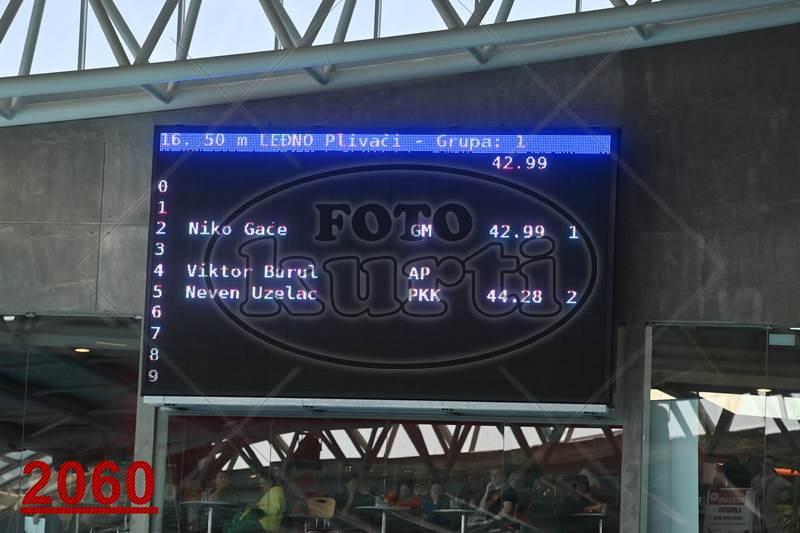 16. 50 m LEĐNO Plivači - Grupa: 1
42.99
0
1
2 Niko Gaće GM 42.99 1
3
4 Viktor Burul AP
5 Neven Uzelac PKK 44.28 2
6
7
8
9
FOTO
kurti
2060